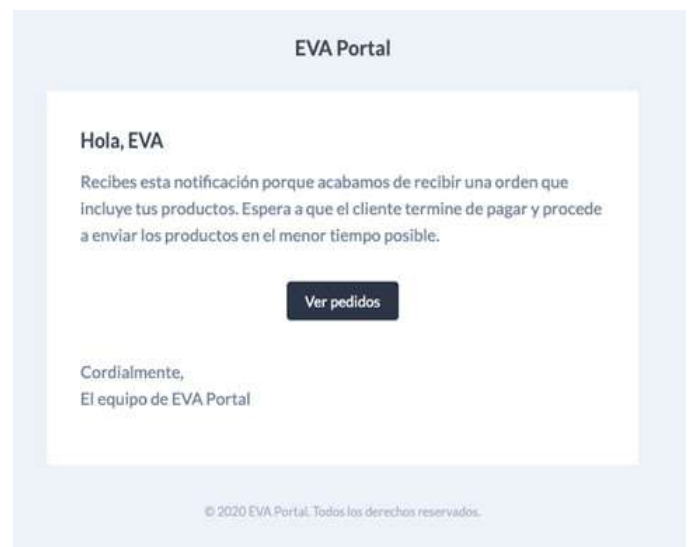 EVA Portal
Hola, EVA
Recibes esta notificación porque acabamos de recibir una orden que
incluye tus productos. Espera a que el cliente termine de pagar y procede
a enviar los productos en el menor tiempo posible.
Ver pedidos
Cordialmente,
El equipo de EVA Portal
© 2020 EVA Portal. Todos los derechos reservados.